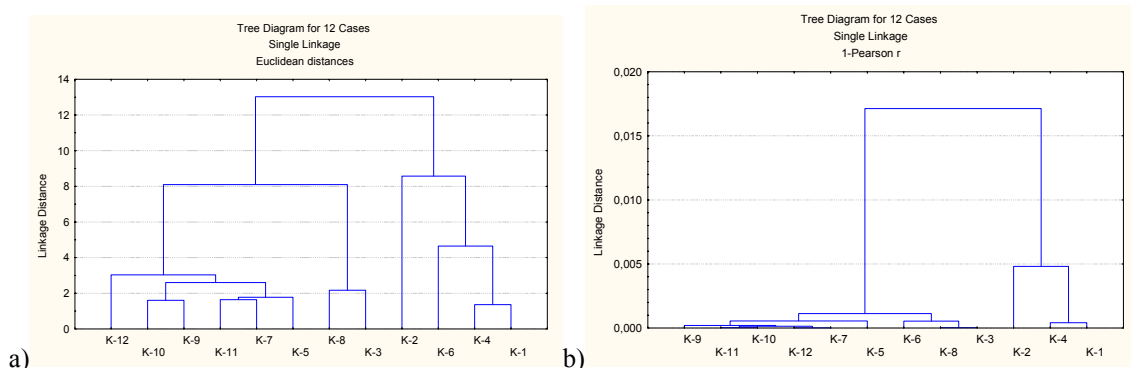 Tree Diagram for 12 Cases
Single Linkage
Euclidean distances
14
12
10
8
6
4
2
0
Linkage Distance
K-12 K-9 K-7 K-8 K-2 K-4
K-10 K-11 K-5 K-3 K-6 K-1
a)
Tree Diagram for 12 Cases
Single Linkage
1-Pearson r
0,020
0,015
0,010
0,005
0,000
Linkage Distance
K-9 K-10 K-7 K-6 K-3 K-4
K-11 K-12 K-5 K-8 K-2 K-1
b)